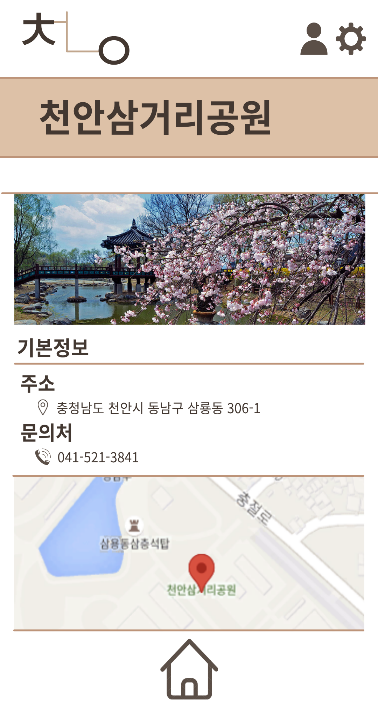 천안삼거리공원
기본정보
주소
충청남도 천안시 동남구 삼룡동 306-1
문의처
041-521-3841
충절로
삼용동삼층석탑
천안삼거리공원